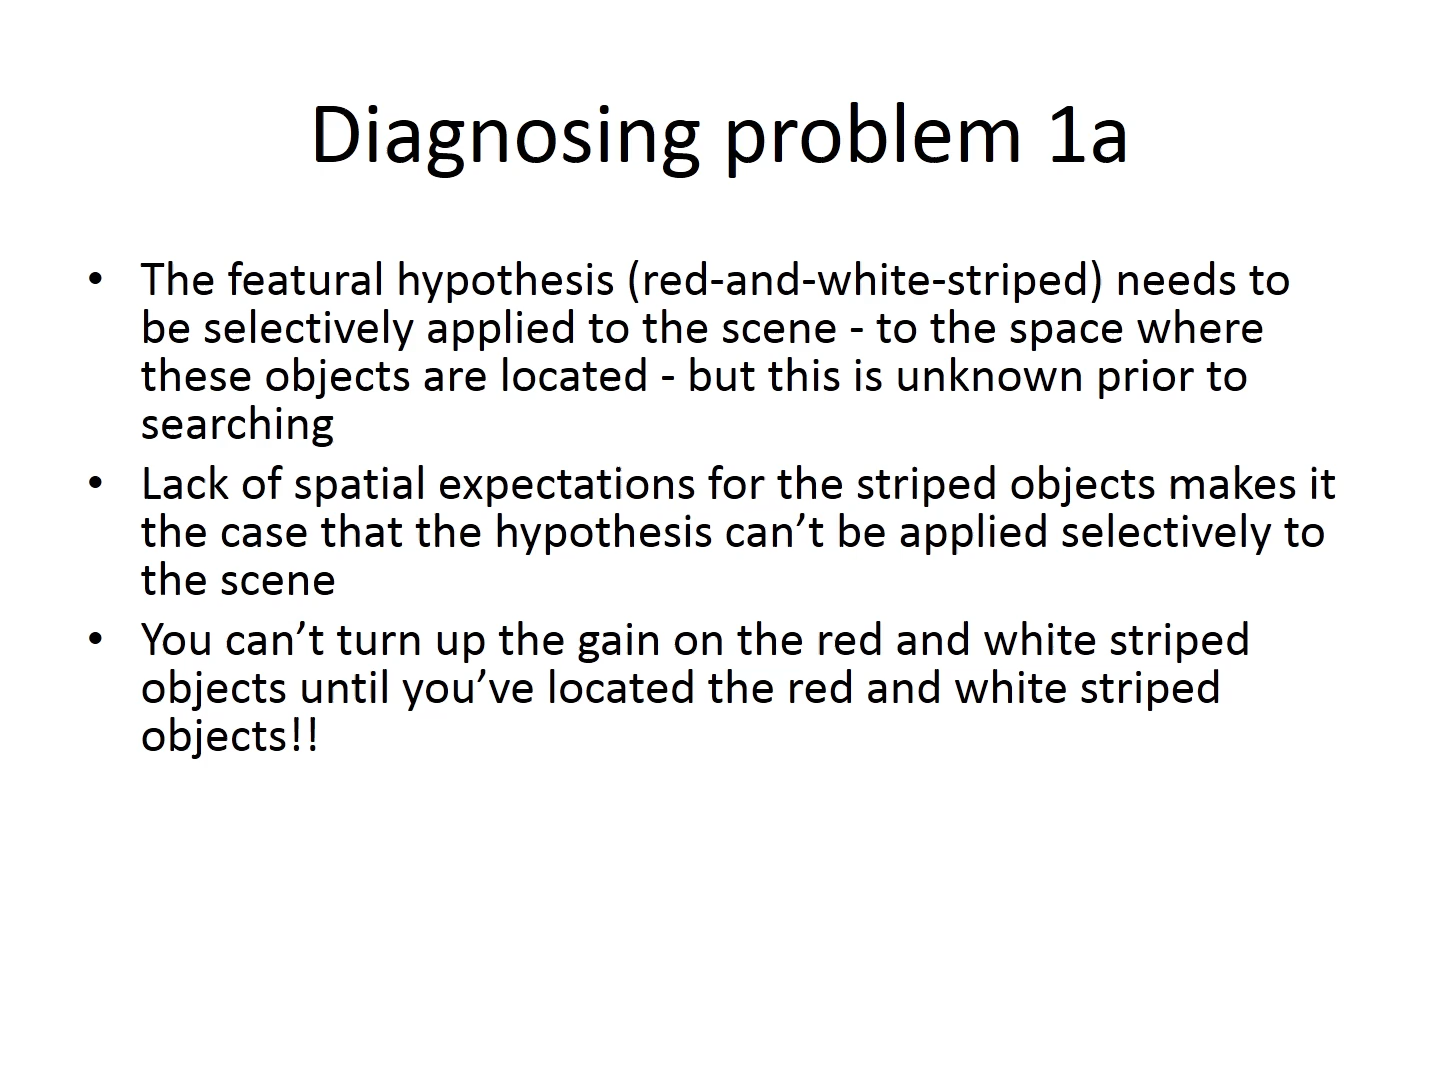 Diagnosing problem 1a
• The featural hypothesis (red-and-white-striped) needs to
be selectively applied to the scene - to the space where
these objects are located - but this is unknown prior to
searching
• Lack of spatial expectations for the striped objects makes it
the case that the hypothesis can’t be applied selectively to
the scene
• You can’t turn up the gain on the red and white striped
objects until you’ve located the red and white striped
objects!!